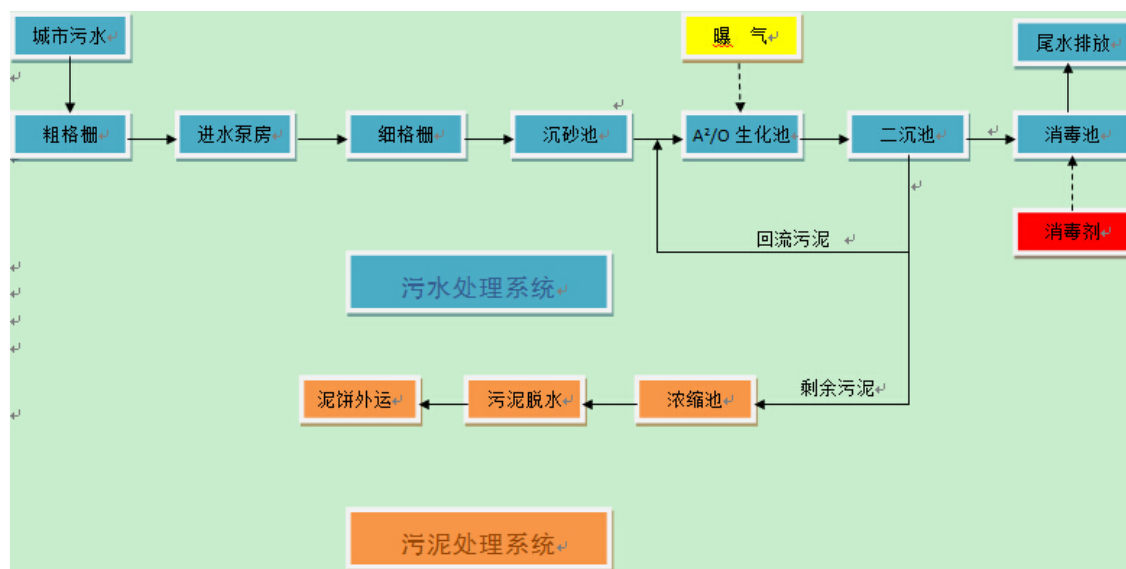 城市污水
曝 气
尾水排放
粗格栅
进水泵房
细格栅
沉砂池
A²/O 生化池
二沉池
消毒池
消毒剂
回流污泥
污水处理系统
剩余污泥
泥饼外运
污泥脱水
浓缩池
污泥处理系统